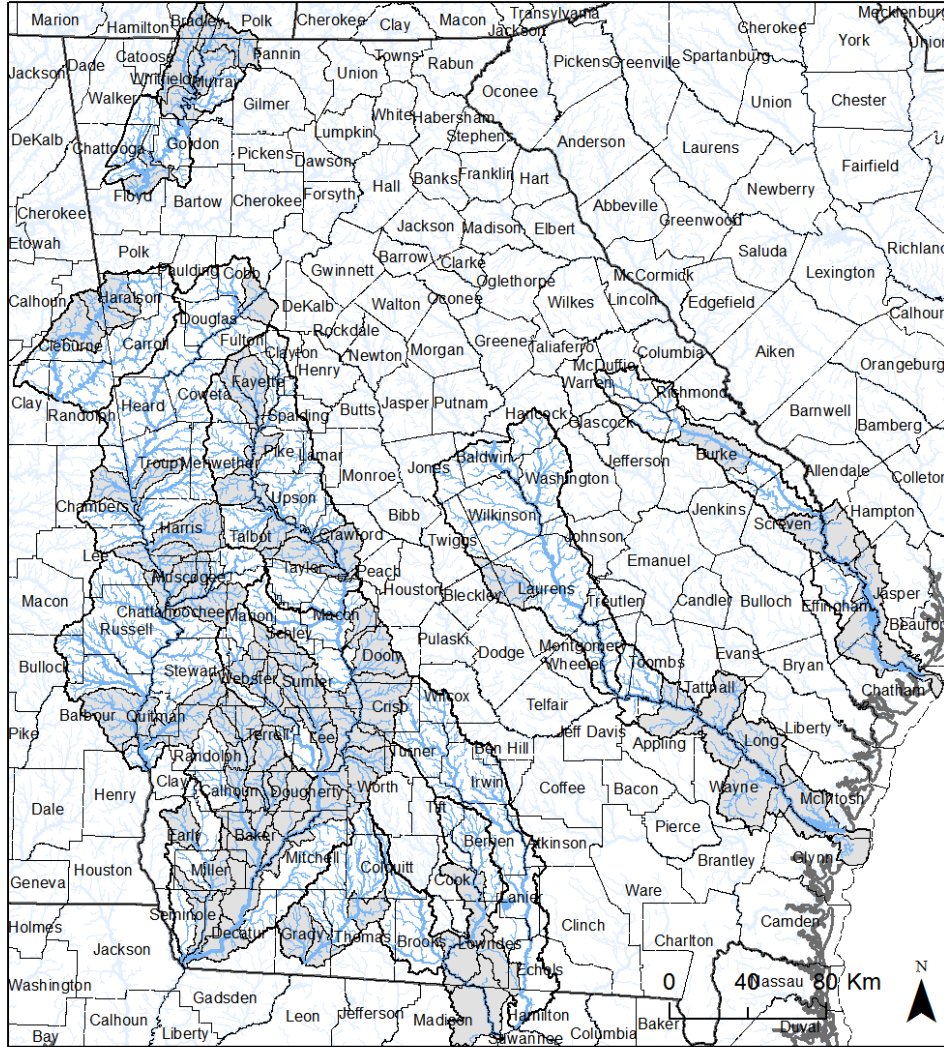 Marion
Hamilton
Bradley
Polk
Cherokee
Clay
Macon
Transylvania
Jackson
Cherokee
Mecklenburg
York
Union
Jackson
Dade
Catoosa
Whitfield
Murray
Fannin
Union
Towns
Rabun
Pickens
Greenville
Spartanburg
Walker
Gilmer
White
Habersham
Stephens
Oconee
Union
Chester
DeKalb
Chattooga
Gordon
Pickens
Lumpkin
Dawson
Anderson
Laurens
Fairfield
Floyd
Bartow
Cherokee
Forsyth
Hall
Banks
Franklin
Hart
Abbeville
Greenwood
Newberry
Cherokee
Etowah
Polk
Paulding
Cobb
Gwinnett
Jackson
Madison
Elbert
Barrow
Clarke
Oconee
Oglethorpe
Saluda
Richland
Lexington
Calhoun
Haralson
Douglas
DeKalb
Walton
Wilkes
McCormick
Lincoln
Edgefield
Calhoun
Cleburne
Carroll
Fulton
Clayton
Rockdale
Newton
Morgan
Greene
Taliaferro
Columbia
Aiken
Orangeburg
Henry
Fayette
McDuffie
Warren
Richmond
Clay
Randolph
Heard
Coweta
Spalding
Butts
Jasper
Putnam
Hancock
Glascock
Barnwell
Bamberg
Troup
Meriwether
Pike
Lamar
Monroe
Jones
Baldwin
Washington
Jefferson
Burke
Allendale
Colleton
Chambers
Upson
Bibb
Wilkinson
Jenkins
Screven
Hampton
Lee
Harris
Talbot
Crawford
Twiggs
Johnson
Emanuel
Macon
Muscogee
Taylor
Peach
Houston
Bleckley
Laurens
Treutlen
Candler
Bulloch
Effingham
Jasper
Beaufort
Russell
Chattahoochee
Marion
Macon
Schley
Pulaski
Bullock
Stewart
Webster
Sumter
Dooly
Dodge
Montgomery
Wheeler
Toombs
Evans
Bryan
Pike
Barbour
Quitman
Crisp
Wilcox
Telfair
Tattnall
Chatham
Randolph
Terrell
Lee
Turner
Ben Hill
Jeff Davis
Appling
Long
Liberty
Dale
Henry
Clay
Calhoun
Dougherty
Worth
Irwin
Coffee
Bacon
Wayne
McIntosh
Early
Baker
Tift
Pierce
Geneva
Houston
Miller
Mitchell
Colquitt
Berrien
Atkinson
Brantley
Glynn
Cook
Ware
Holmes
Jackson
Seminole
Decatur
Grady
Thomas
Brooks
Lanier
Lowndes
Clinch
Charlton
Camden
Washington
Echols
0
40
80 Km
Nassau
N
Gadsden
Bay
Calhoun
Liberty
Leon
Jefferson
Madison
Hamilton
Suwannee
Columbia
Baker
Duval